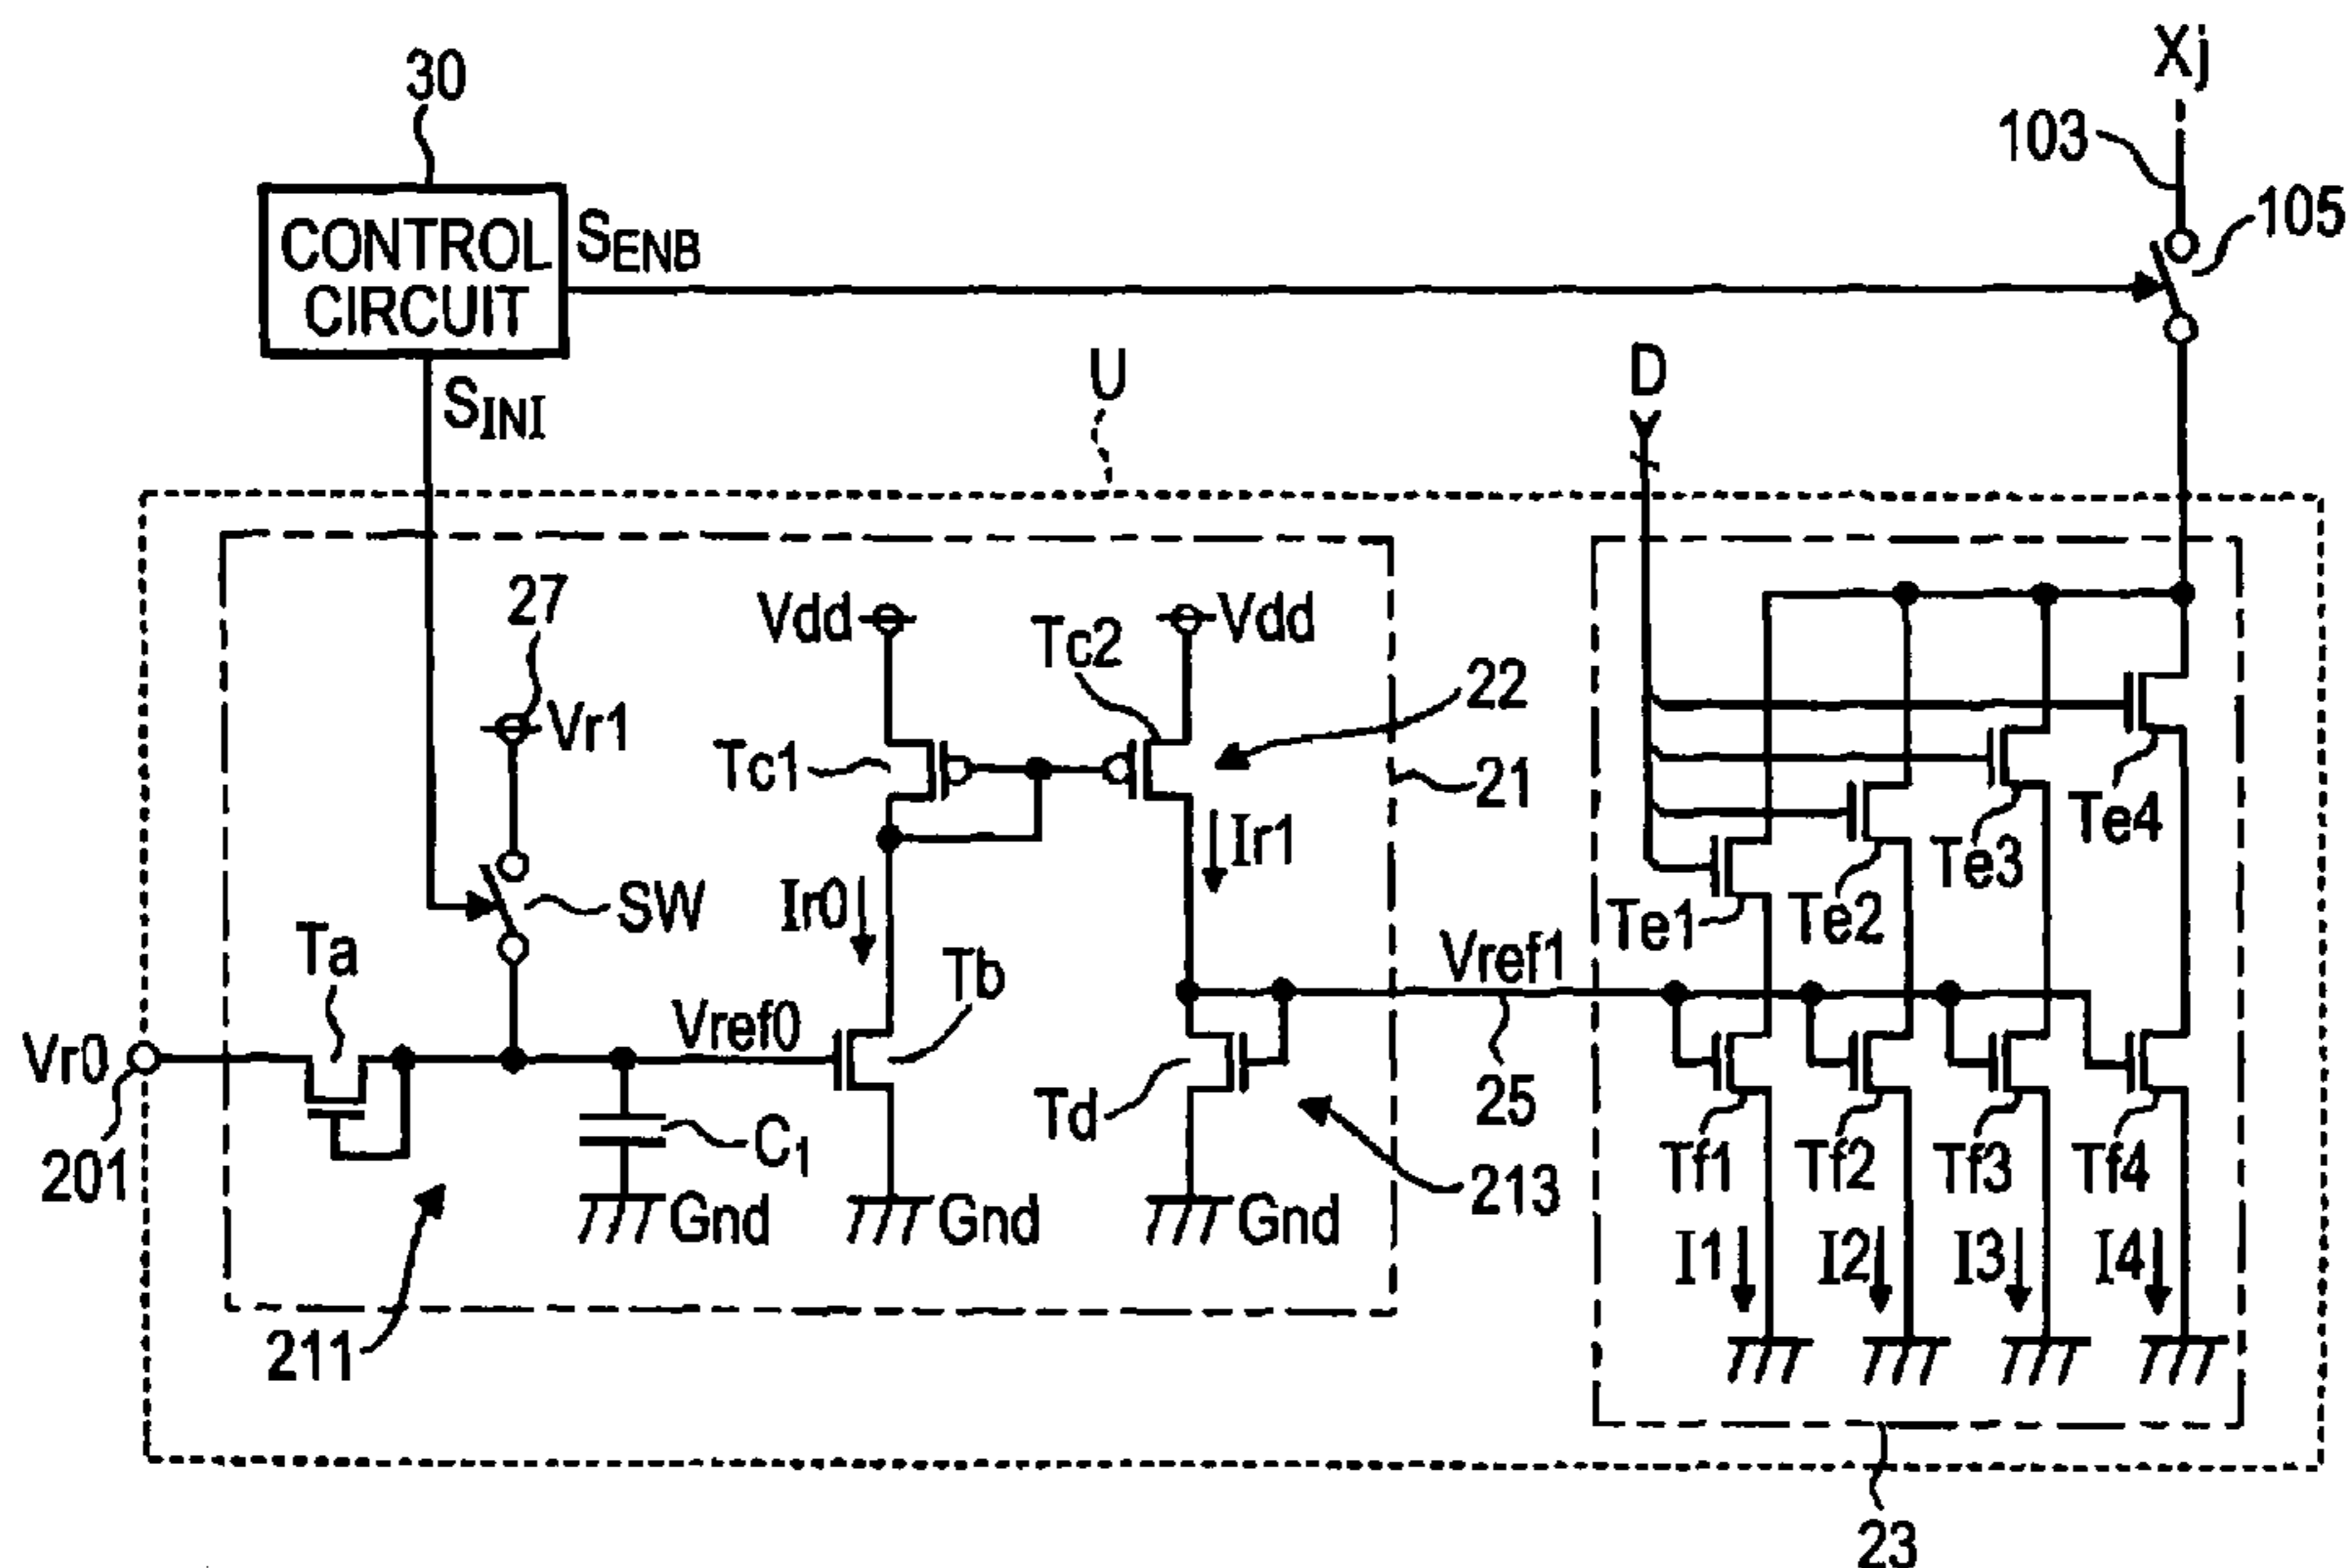 Xj
30
103
105
CONTROL
CIRCUIT
SENB
SINI
U
D
27
Vdd
Tc2
Vdd
22
Vr1
Tc1
21
Te4
Te3
Ir1
Te2
Te1
SW
Ir0
Ta
Vref1
Tb
Vref0
Vr0
25
Td
C1
Tf1
Tf2
Tf3
Tf4
201
213
Gnd
Gnd
Gnd
I1
I2
I3
I4
211
23